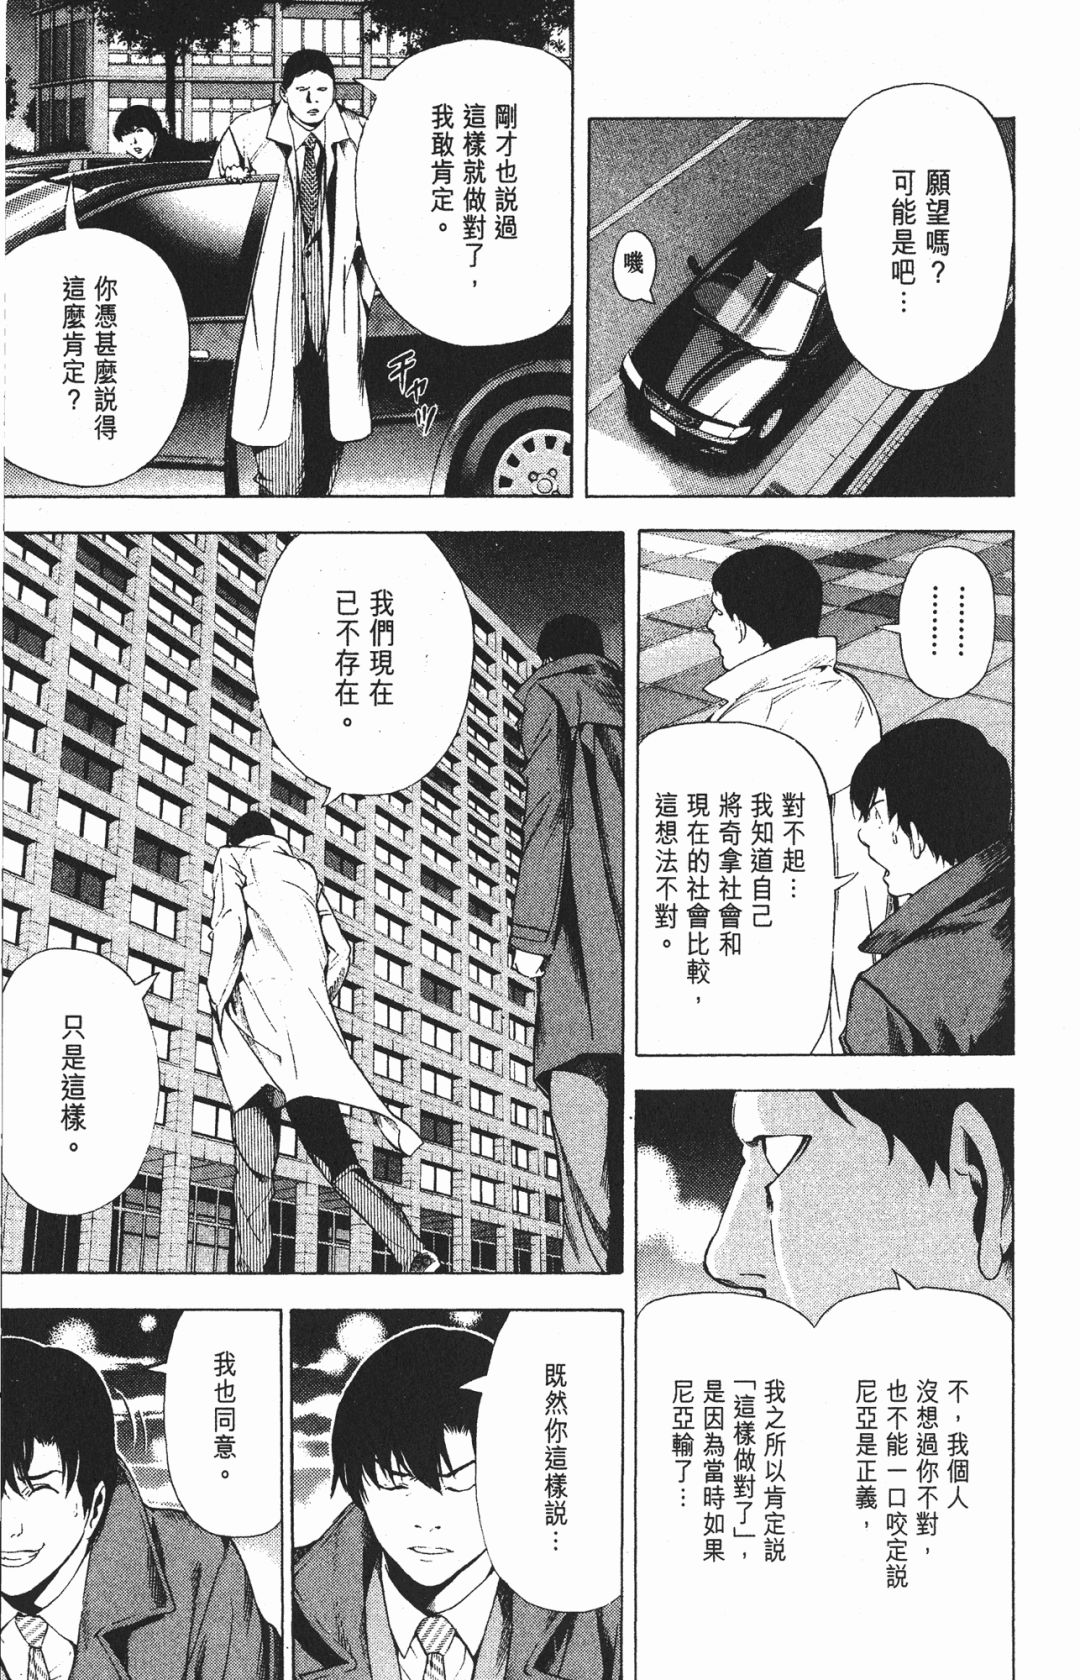 願望嗎？
可能是吧…
嘰
剛才也說過
這樣就做對了，
我敢肯定。
チャッ
你憑甚麼說得
這麼肯定？
………
………
對不起…
我知道自己
將奇拿社會和
現在的社會比較，
這想法不對。
我們現在
已不存在。
只是這樣。
不，我個人
沒想過你不對，
也不能一口咬定說
尼亞是正義，
我之所以肯定說
「這樣做對了」，
是因為當時如果
尼亞輸了…
既然你這樣說…
我也同意。